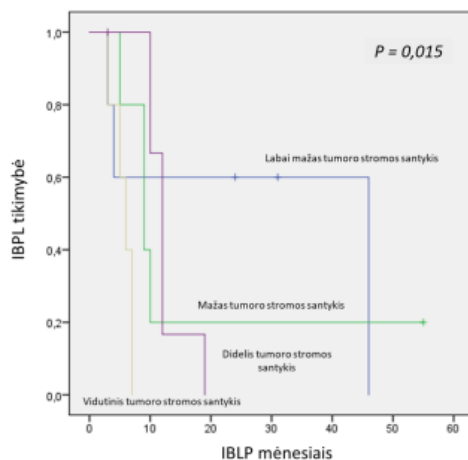 P = 0,015
1,0
0,8
0,6
0,4
0,2
0,0
IBPL tikimybė
Labai mažas tumoro stromos santykis
Mažas tumoro stromos santykis
Didelis tumoro stromos
santykis
Vidutinis tumoro stromos santykis
0 10 20 30 40 50 60
IBLP mėnesiais